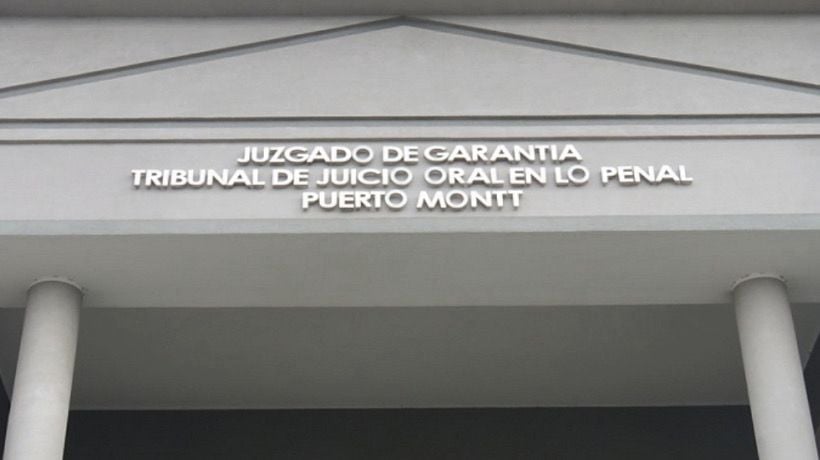 JUZGADO DE GARANTIA
TRIBUNAL DE JUICIO ORAL EN LO PENAL
PUERTO MONTT